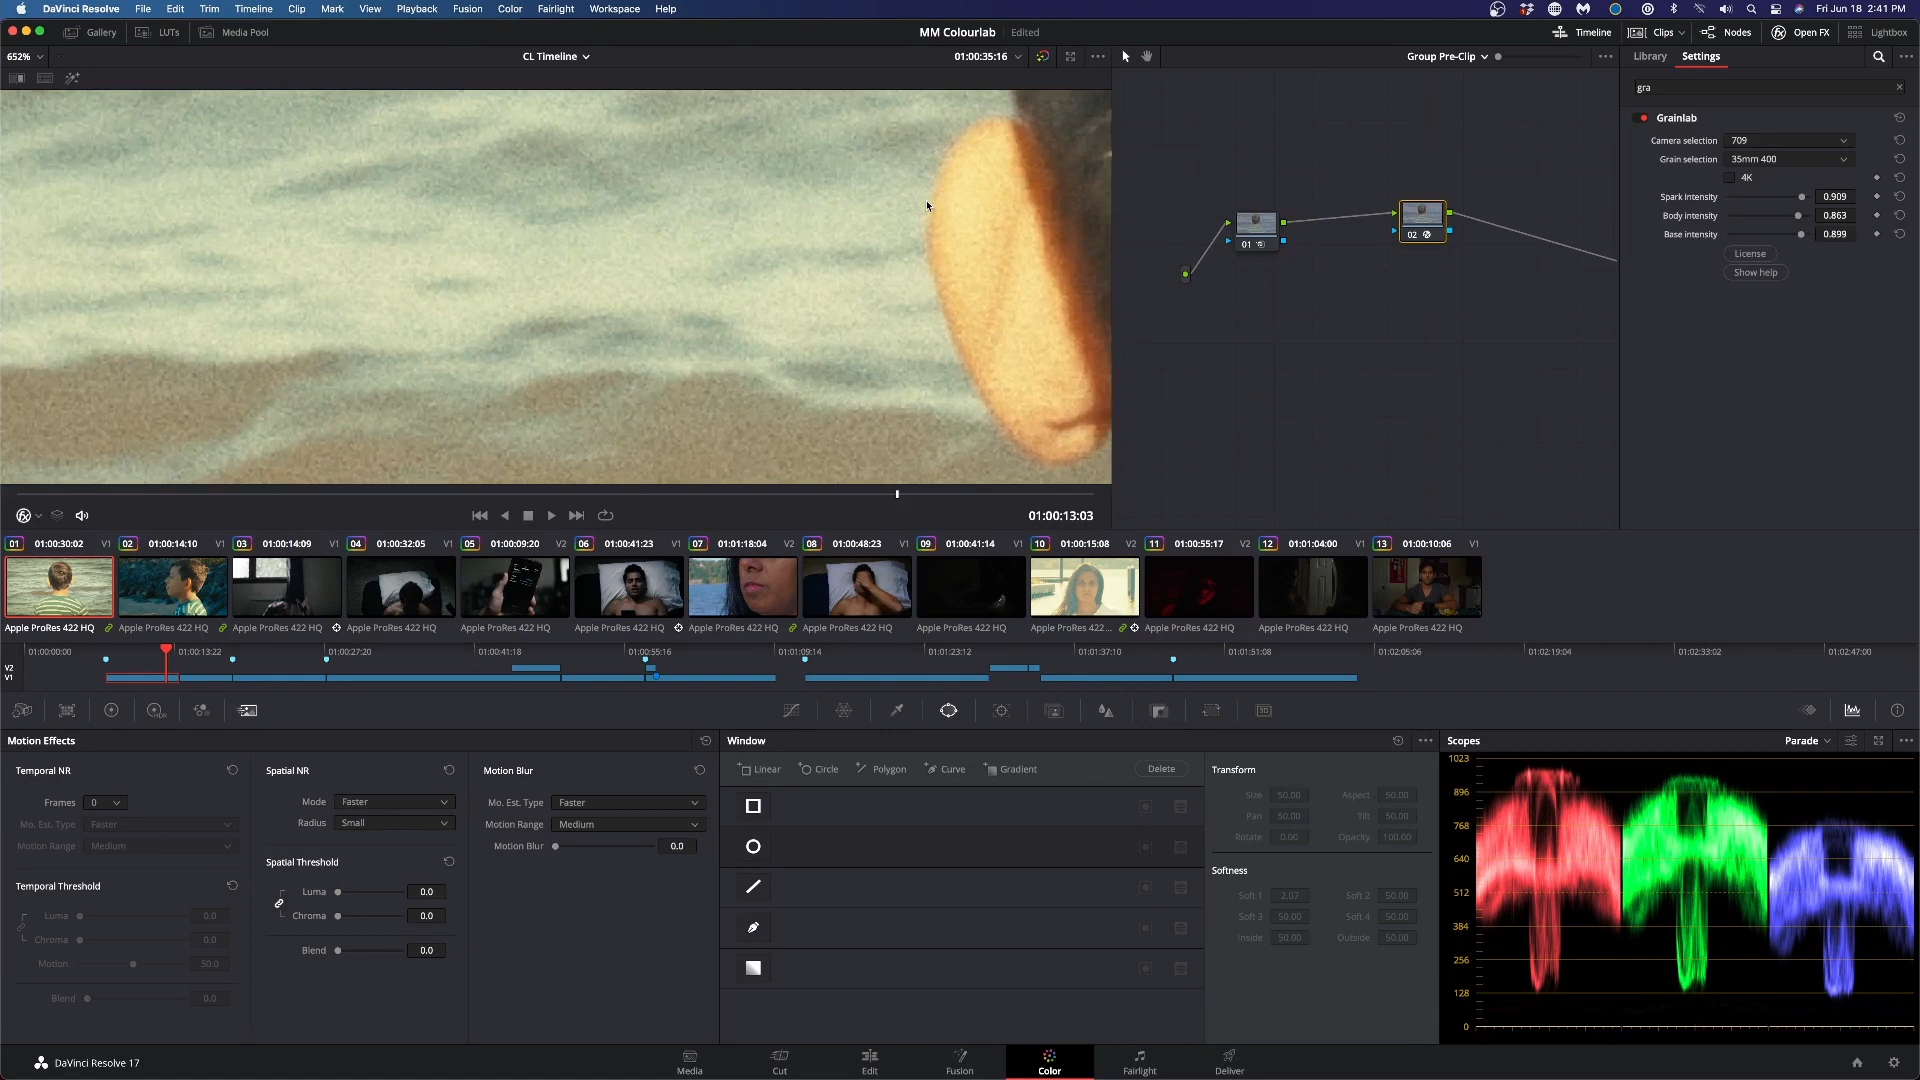 DaVinci Resolve File Edit Trim Timeline Clip Mark View Playback Fusion Color Fairlight Workspace Help Fri Jun 18 2:41 PM
Gallery LUTs Media Pool MM Colourlab Edited Timeline Clips Nodes Open FX Lightbox
652% CL Timeline 01:00:35:16 Group Pre-Clip Library Settings
gra
Grainlab
Camera selection 709
Grain selection 35mm 400
4K
Spark intensity 0.909
Body intensity 0.863
Base intensity 0.899
License
Show help
01
02
01:00:13:03
01 01:00:30:02 V1 02 01:00:14:10 V2 03 01:00:14:09 V1 04 01:00:32:05 V1 05 01:00:09:20 V2 06 01:00:41:23 V1 07 01:01:18:04 V2 08 01:00:48:23 V1 09 01:00:41:14 V1 10 01:00:15:08 V2 11 01:00:55:17 V2 12 01:01:04:00 V1 13 01:00:10:06 V1
Apple ProRes 422 HQ Apple ProRes 422 HQ Apple ProRes 422 HQ Apple ProRes 422 HQ Apple ProRes 422 HQ Apple ProRes 422 HQ Apple ProRes 422 HQ Apple ProRes 422 HQ Apple ProRes 422 HQ Apple ProRes 422... Apple ProRes 422 HQ Apple ProRes 422 HQ Apple ProRes 422 HQ
01:00:00:00 01:00:13:22 01:00:27:20 01:00:41:18 01:00:55:16 01:01:09:14 01:01:23:12 01:01:37:10 01:01:51:08 01:02:05:06 01:02:19:04 01:02:33:02 01:02:47:00
V2
V1
Motion Effects
Temporal NR
Frames 0
Mo. Est. Type Faster
Motion Range Medium
Temporal Threshold
Luma 0.0
Chroma 0.0
Motion 50.0
Blend 0.0
Spatial NR
Mode Faster
Radius Small
Spatial Threshold
Luma 0.0
Chroma 0.0
Blend 0.0
Motion Blur
Mo. Est. Type Faster
Motion Range Medium
Motion Blur 0.0
Window
Linear Circle Polygon Curve Gradient Delete
Transform
Size 50.00 Aspect 50.00
Pan 50.00 Tilt 50.00
Rotate 0.00 Opacity 100.00
Softness
Soft 1 2.07 Soft 2 50.00
Soft 3 50.00 Soft 4 50.00
Inside 50.00 Outside 50.00
Scopes Parade
1023
896
768
640
512
384
256
128
0
DaVinci Resolve 17 Media Cut Edit Fusion Color Fairlight Deliver